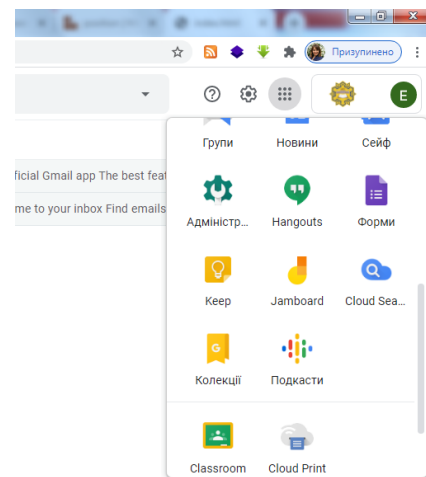 Призупинено
E
Групи Новини Сейф
ficial Gmail app The best feat
me to your inbox Find emails
Адміністр... Hangouts Форми
Keep Jamboard Cloud Sea...
G
Колекції Подкасти
Classroom Cloud Print